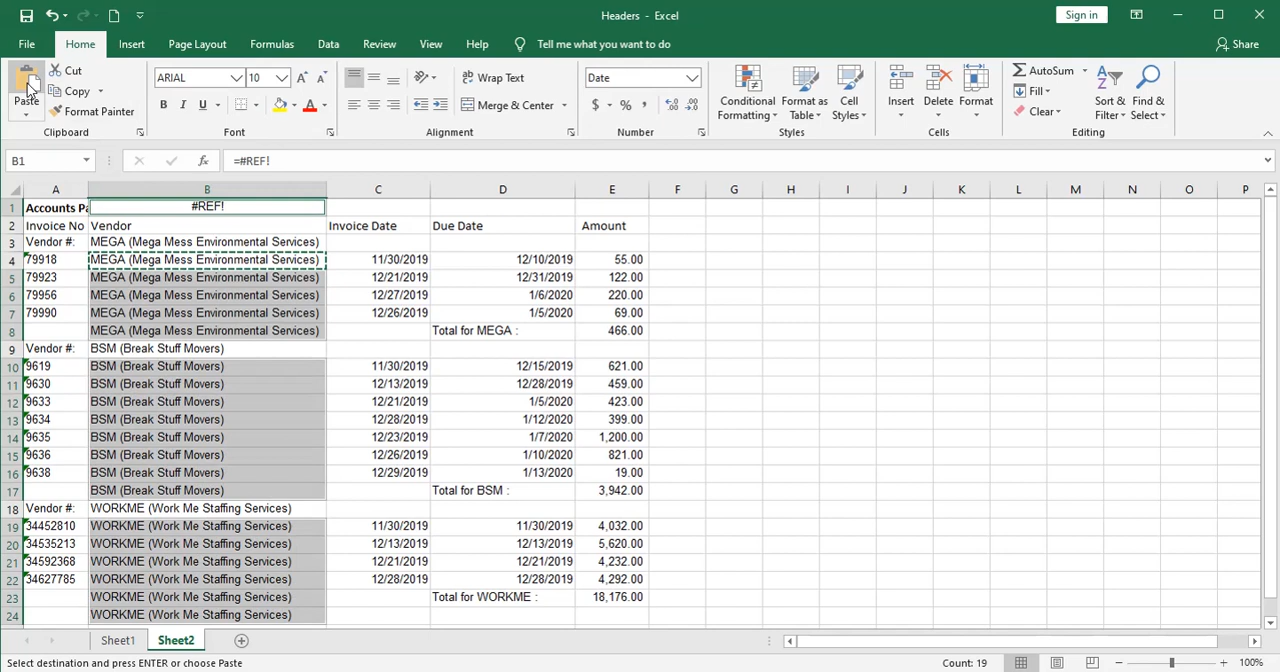 Headers - Excel
Sign in
File Home Insert Page Layout Formulas Data Review View Help Tell me what you want to do Share
Paste
Cut
Copy
Format Painter
Clipboard
ARIAL 10
B I U
Font
Wrap Text
Merge & Center
Alignment
Date
$ % ,
Number
Conditional Formatting
Format as Table
Cell Styles
Styles
Insert
Delete
Format
Cells
AutoSum
Fill
Clear
Sort & Filter
Find & Select
Editing
B1 fx =#REF!
A B C D E F G H I J K L M N O P
1 Accounts Pa #REF!
2 Invoice No Vendor Invoice Date Due Date Amount
3 Vendor #: MEGA (Mega Mess Environmental Services)
4 79918 MEGA (Mega Mess Environmental Services) 11/30/2019 12/10/2019 55.00
5 79923 MEGA (Mega Mess Environmental Services) 12/21/2019 12/31/2019 122.00
6 79956 MEGA (Mega Mess Environmental Services) 12/27/2019 1/6/2020 220.00
7 79990 MEGA (Mega Mess Environmental Services) 12/26/2019 1/5/2020 69.00
8 MEGA (Mega Mess Environmental Services) Total for MEGA : 466.00
9 Vendor #: BSM (Break Stuff Movers)
10 9619 BSM (Break Stuff Movers) 11/30/2019 12/15/2019 621.00
11 9630 BSM (Break Stuff Movers) 12/13/2019 12/28/2019 459.00
12 9633 BSM (Break Stuff Movers) 12/21/2019 1/5/2020 423.00
13 9634 BSM (Break Stuff Movers) 12/28/2019 1/12/2020 399.00
14 9635 BSM (Break Stuff Movers) 12/23/2019 1/7/2020 1,200.00
15 9636 BSM (Break Stuff Movers) 12/26/2019 1/10/2020 821.00
16 9638 BSM (Break Stuff Movers) 12/29/2019 1/13/2020 19.00
17 BSM (Break Stuff Movers) Total for BSM : 3,942.00
18 Vendor #: WORKME (Work Me Staffing Services)
19 34452810 WORKME (Work Me Staffing Services) 11/30/2019 11/30/2019 4,032.00
20 34535213 WORKME (Work Me Staffing Services) 12/13/2019 12/13/2019 5,620.00
21 34592368 WORKME (Work Me Staffing Services) 12/21/2019 12/21/2019 4,232.00
22 34627785 WORKME (Work Me Staffing Services) 12/28/2019 12/28/2019 4,292.00
23 WORKME (Work Me Staffing Services) Total for WORKME : 18,176.00
24 WORKME (Work Me Staffing Services)
Sheet1 Sheet2
Select destination and press ENTER or choose Paste Count: 19 100%